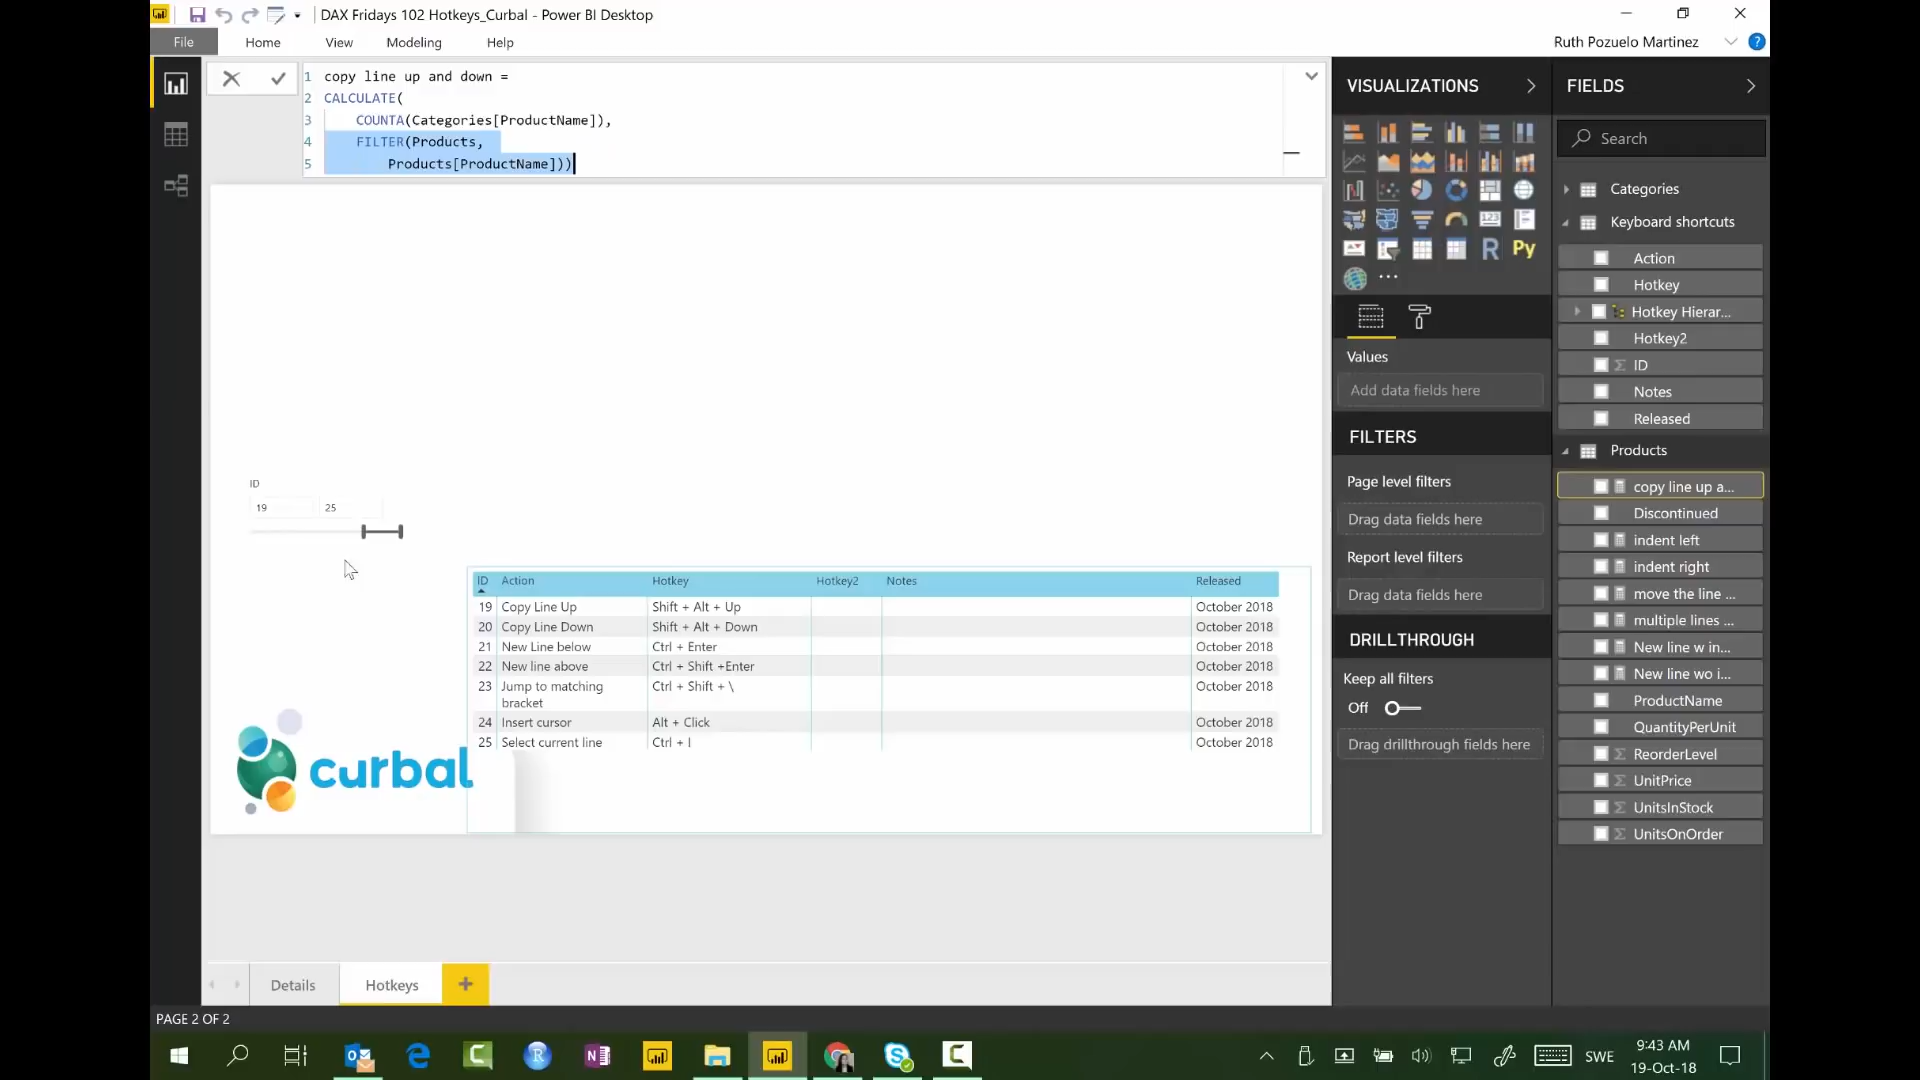 DAX Fridays 102 Hotkeys_Curbal - Power BI Desktop
File Home View Modeling Help
Ruth Pozuelo Martinez
?
1 copy line up and down =
2 CALCULATE(
3 COUNTA(Categories[ProductName]),
4 FILTER(Products,
5 Products[ProductName]))
ID
19 25
ID Action Hotkey Hotkey2 Notes Released
19 Copy Line Up Shift + Alt + Up October 2018
20 Copy Line Down Shift + Alt + Down October 2018
21 New Line below Ctrl + Enter October 2018
22 New line above Ctrl + Shift +Enter October 2018
23 Jump to matching Ctrl + Shift + \ October 2018
bracket
24 Insert cursor Alt + Click October 2018
25 Select current line Ctrl + I October 2018
curbal
Details Hotkeys +
PAGE 2 OF 2
VISUALIZATIONS
R Py
Values
Add data fields here
FILTERS
Page level filters
Drag data fields here
Report level filters
Drag data fields here
DRILLTHROUGH
Keep all filters
Off
Drag drillthrough fields here
FIELDS
Search
Categories
Keyboard shortcuts
Action
Hotkey
Hotkey Hierar...
Hotkey2
ID
Notes
Released
Products
copy line up a...
Discontinued
indent left
indent right
move the line ...
multiple lines ...
New line w in...
New line wo i...
ProductName
QuantityPerUnit
ReorderLevel
UnitPrice
UnitsInStock
UnitsOnOrder
SWE
9:43 AM
19-Oct-18